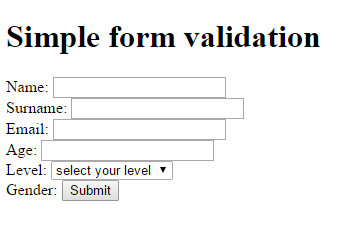 Simple form validation
Name:
Surname:
Email:
Age:
Level: select your level
Gender: Submit